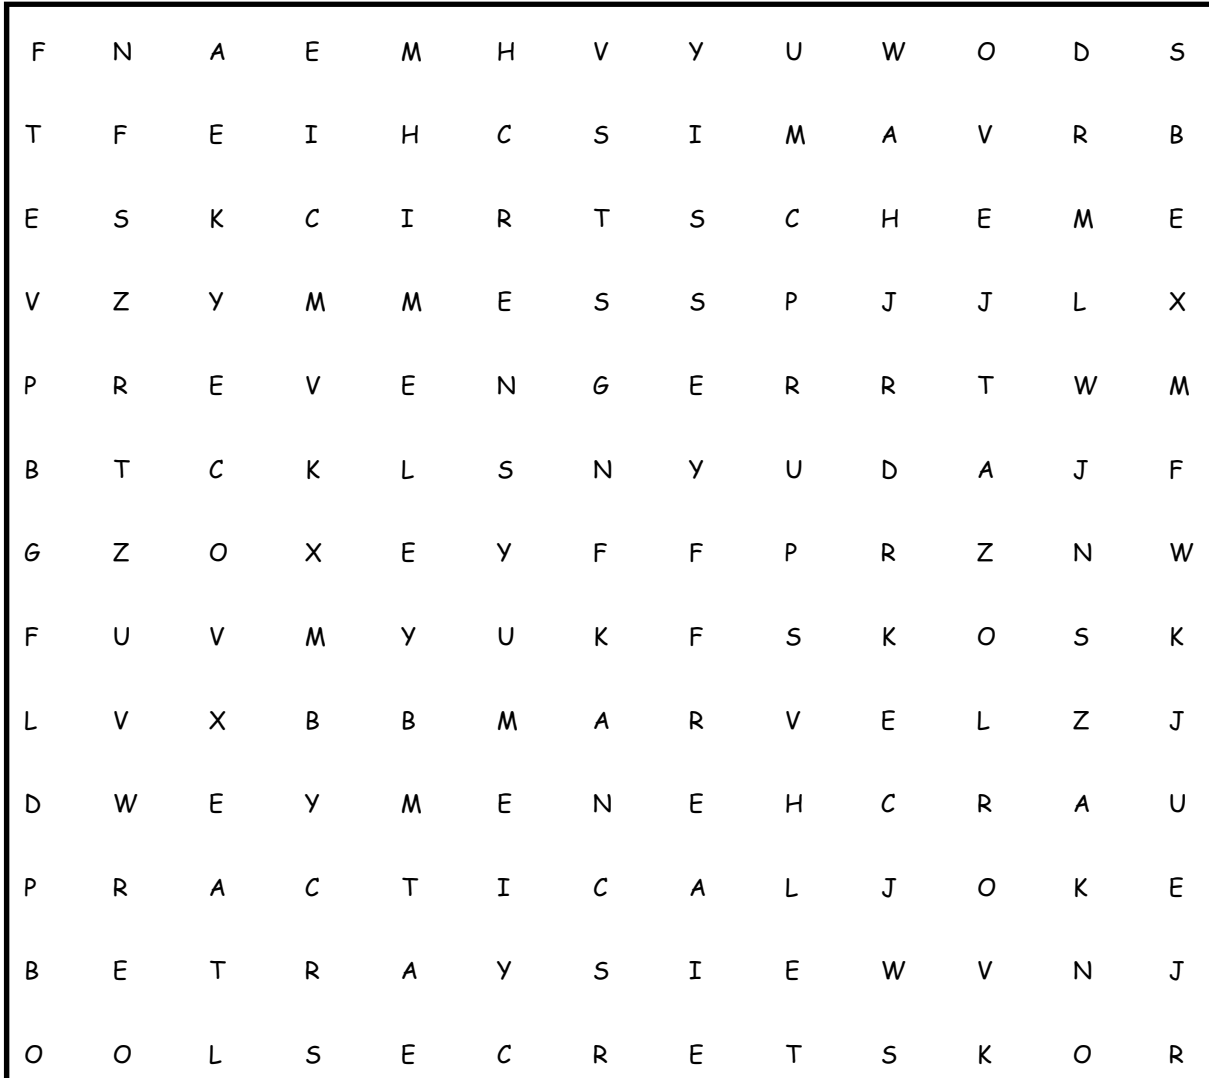 F N A E M H V Y U W O D S
T F E I H C S I M A V R B
E S K C I R T S C H E M E
V Z Y M M E S S P J J L X
P R E V E N G E R R T W M
B T C K L S N Y U D A J F
G Z O X E Y F F P R Z N W
F U V M Y U K F S K O S K
L V X B B M A R V E L Z J
D W E Y M E N E H C R A U
P R A C T I C A L J O K E
B E T R A Y S I E W V N J
O O L S E C R E T S K O R